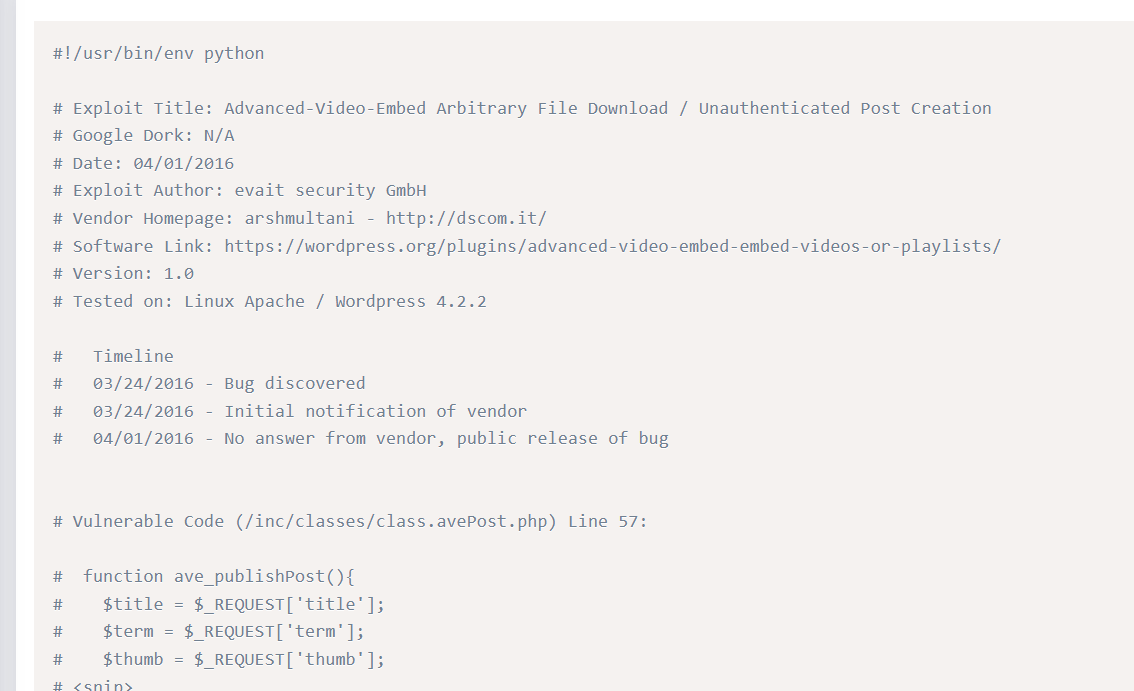 #!/usr/bin/env python
# Exploit Title: Advanced-Video-Embed Arbitrary File Download / Unauthenticated Post Creation
# Google Dork: N/A
# Date: 04/01/2016
# Exploit Author: evait security GmbH
# Vendor Homepage: arshmultani - http://dscom.it/
# Software Link: https://wordpress.org/plugins/advanced-video-embed-embed-videos-or-playlists/
# Version: 1.0
# Tested on: Linux Apache / Wordpress 4.2.2
#   Timeline
#   03/24/2016 - Bug discovered
#   03/24/2016 - Initial notification of vendor
#   04/01/2016 - No answer from vendor, public release of bug
# Vulnerable Code (/inc/classes/class.avePost.php) Line 57:
#  function ave_publishPost(){
#    $title = $_REQUEST['title'];
#    $term = $_REQUEST['term'];
#    $thumb = $_REQUEST['thumb'];
# <snip>